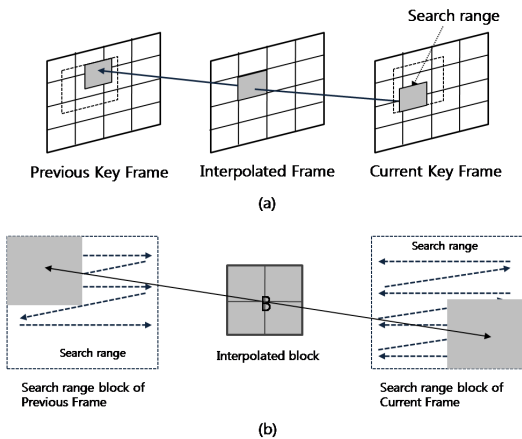 Search range
Previous Key Frame
Interpolated Frame
Current Key Frame
(a)
Search range
B
Search range
Interpolated block
Search range block of
Previous Frame
Search range block of
Current Frame
(b)